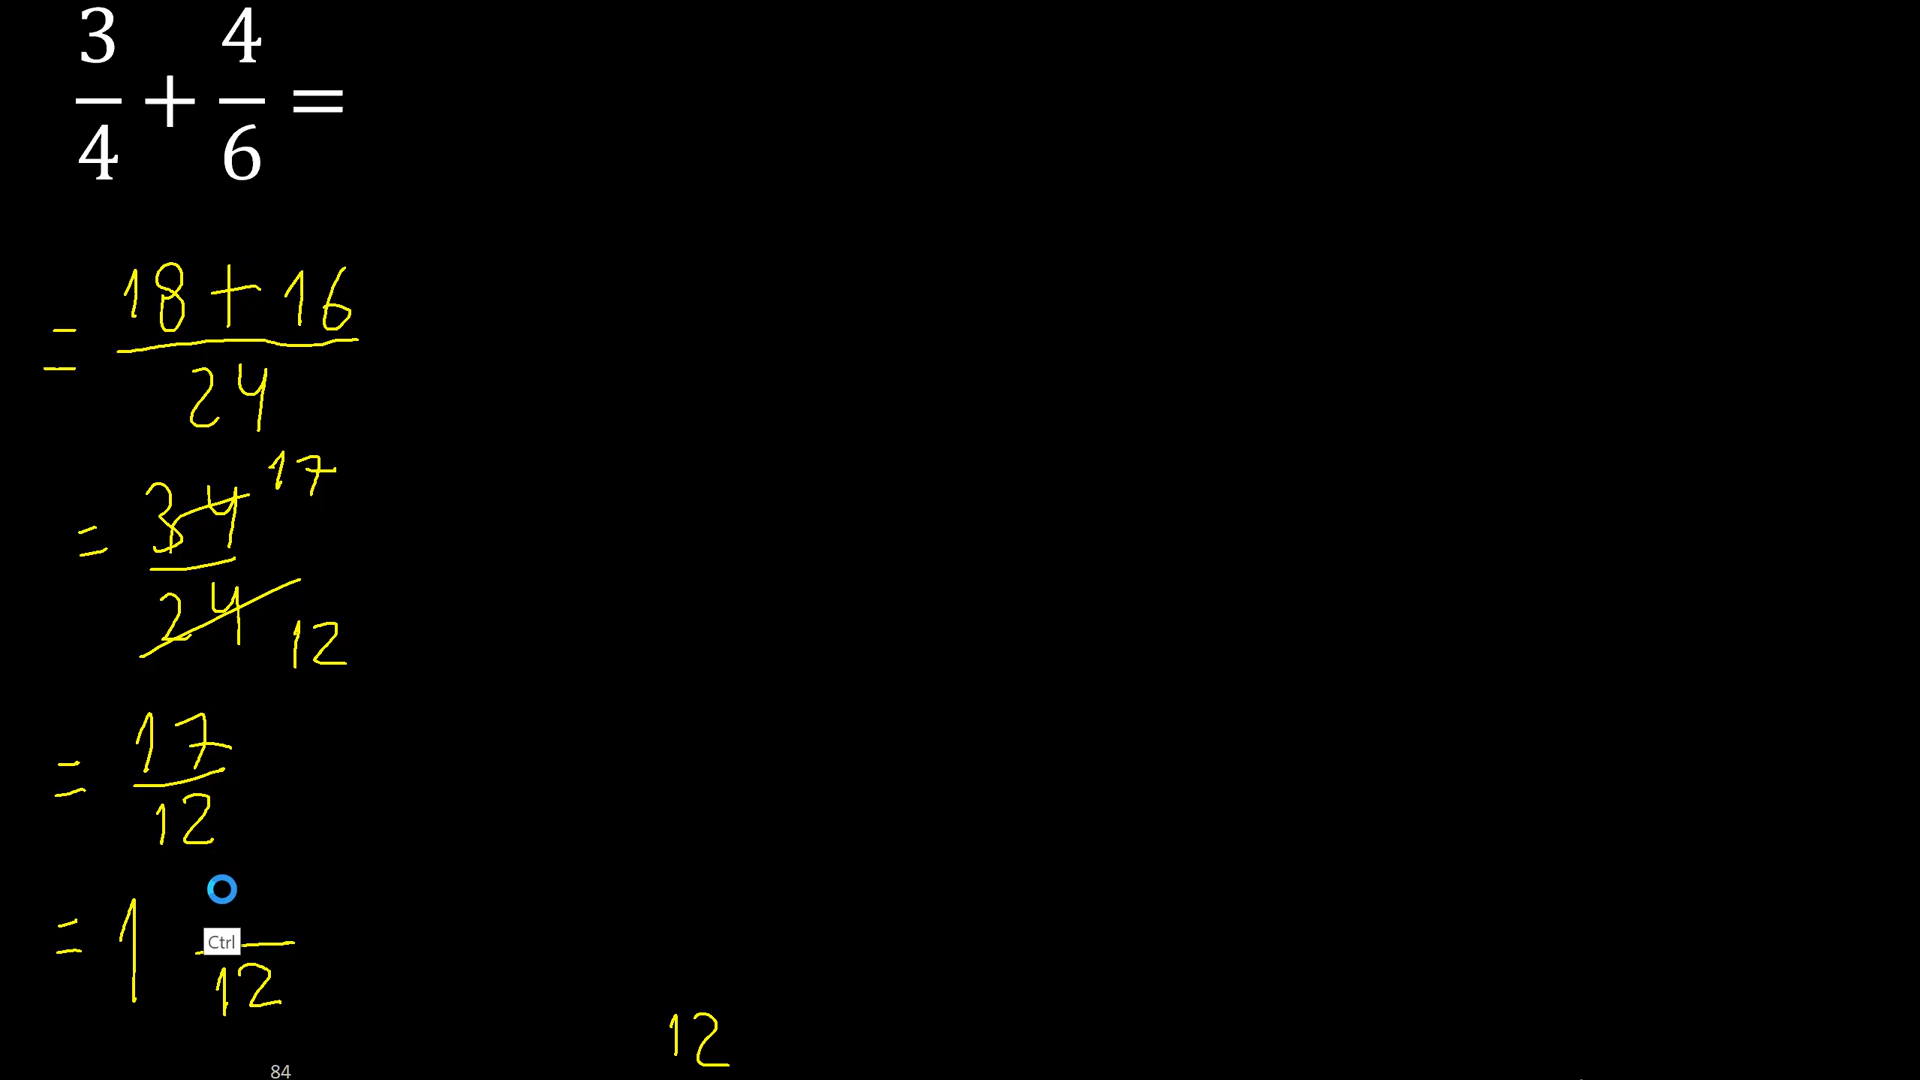 3/4 + 4/6 =
= (18 + 16)/24
= 34/24 17 12
= 17/12
= 1 /12
Ctrl
12
84